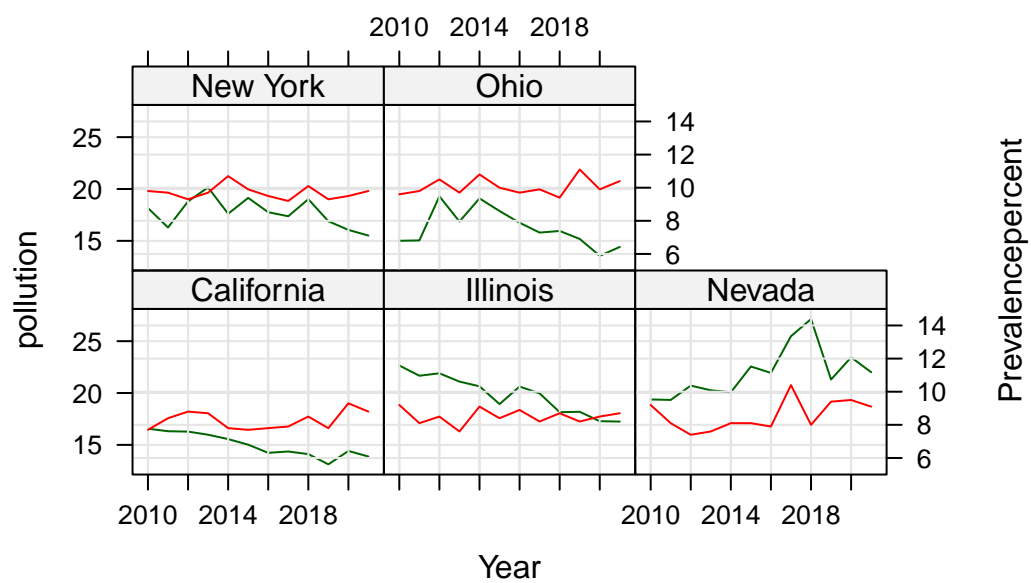 2010 2014 2018
New York Ohio
25
20
15
14
12
10
8
6
California Illinois Nevada
25
20
15
14
12
10
8
6
2010 2014 2018 2010 2014 2018
Year
pollution
Prevalencepercent